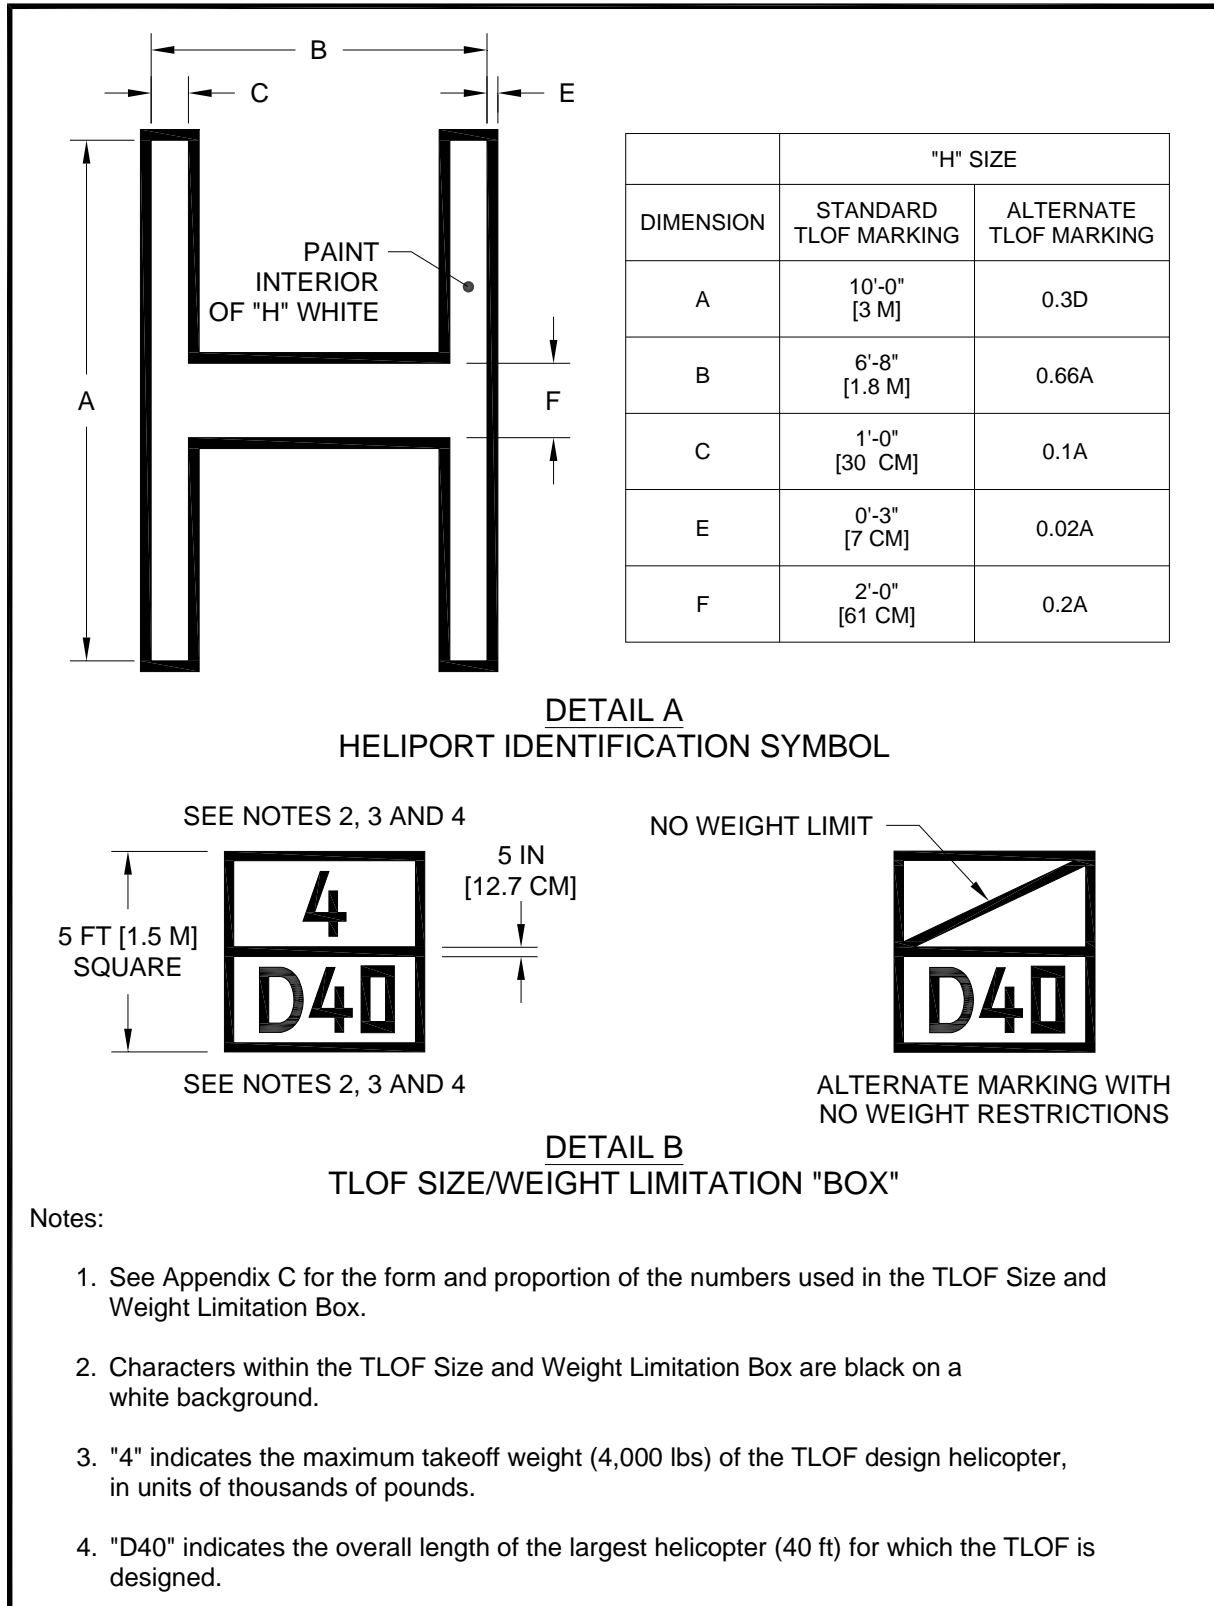 B
C
E
"H" SIZE
DIMENSION
STANDARD
TLOF MARKING
ALTERNATE
TLOF MARKING
A
10'-0"
[3 M]
0.3D
B
6'-8"
[1.8 M]
0.66A
C
1'-0"
[30 CM]
0.1A
E
0'-3"
[7 CM]
0.02A
F
2'-0"
[61 CM]
0.2A
PAINT
INTERIOR
OF "H" WHITE
A
F
DETAIL A
HELIPORT IDENTIFICATION SYMBOL
SEE NOTES 2, 3 AND 4
5 FT [1.5 M]
SQUARE
4
D40
5 IN
[12.7 CM]
SEE NOTES 2, 3 AND 4
NO WEIGHT LIMIT
D40
ALTERNATE MARKING WITH
NO WEIGHT RESTRICTIONS
DETAIL B
TLOF SIZE/WEIGHT LIMITATION "BOX"
Notes:
1. See Appendix C for the form and proportion of the numbers used in the TLOF Size and
Weight Limitation Box.
2. Characters within the TLOF Size and Weight Limitation Box are black on a
white background.
3. "4" indicates the maximum takeoff weight (4,000 lbs) of the TLOF design helicopter,
in units of thousands of pounds.
4. "D40" indicates the overall length of the largest helicopter (40 ft) for which the TLOF is
designed.